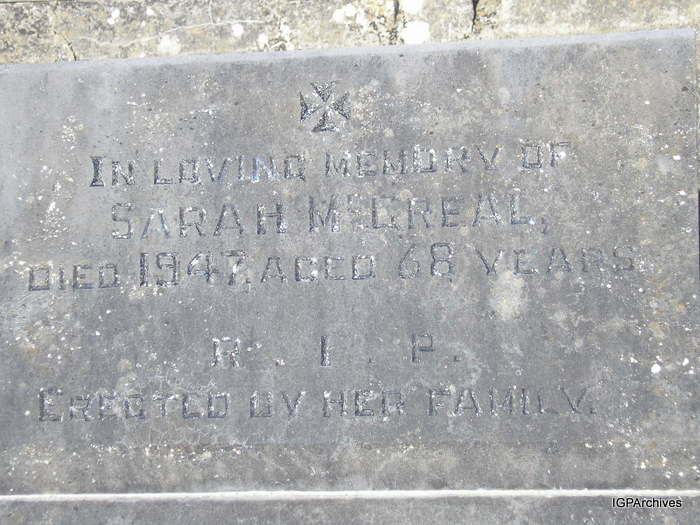 IN LOVING MEMORY OF
SARAH McGREAL,
DIED 1947, AGED 68 YEARS
R. I. P.
ERECTED BY HER FAMILY.
IGPArchives